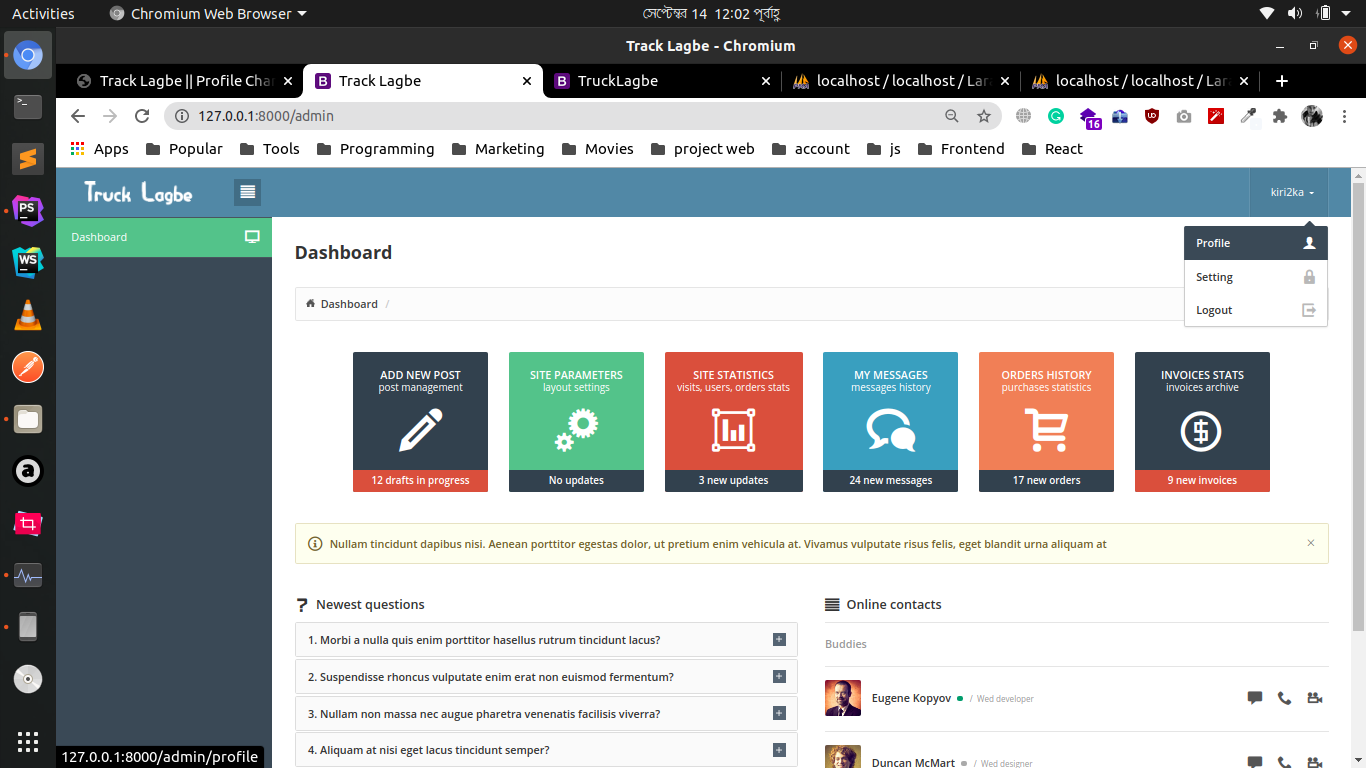 Activities
Chromium Web Browser
সেপ্টেম্বর 14 12:02 পূর্বাহ্ণ
Track Lagbe - Chromium
Track Lagbe || Profile Cha
Track Lagbe
TruckLagbe
localhost / localhost / Lar
localhost / localhost / Lar
127.0.0.1:8000/admin
16
Apps
Popular
Tools
Programming
Marketing
Movies
project web
account
js
Frontend
React
Truck Lagbe
kiri2ka
Dashboard
Profile
Setting
Logout
Dashboard
Dashboard /
ADD NEW POST
post management
12 drafts in progress
SITE PARAMETERS
layout settings
No updates
SITE STATISTICS
visits, users, orders stats
3 new updates
MY MESSAGES
messages history
24 new messages
ORDERS HISTORY
purchases statistics
17 new orders
INVOICES STATS
invoices archive
9 new invoices
Nullam tincidunt dapibus nisi. Aenean porttitor egestas dolor, ut pretium enim vehicula at. Vivamus vulputate risus felis, eget blandit urna aliquam at
Newest questions
1. Morbi a nulla quis enim porttitor hasellus rutrum tincidunt lacus?
2. Suspendisse rhoncus vulputate enim erat non euismod fermentum?
3. Nullam non massa nec augue pharetra venenatis facilisis viverra?
4. Aliquam at nisi eget lacus tincidunt semper?
Online contacts
Buddies
Eugene Kopyov / Wed developer
Duncan McMart / Wed designer
127.0.0.1:8000/admin/profile
PS
WS
a